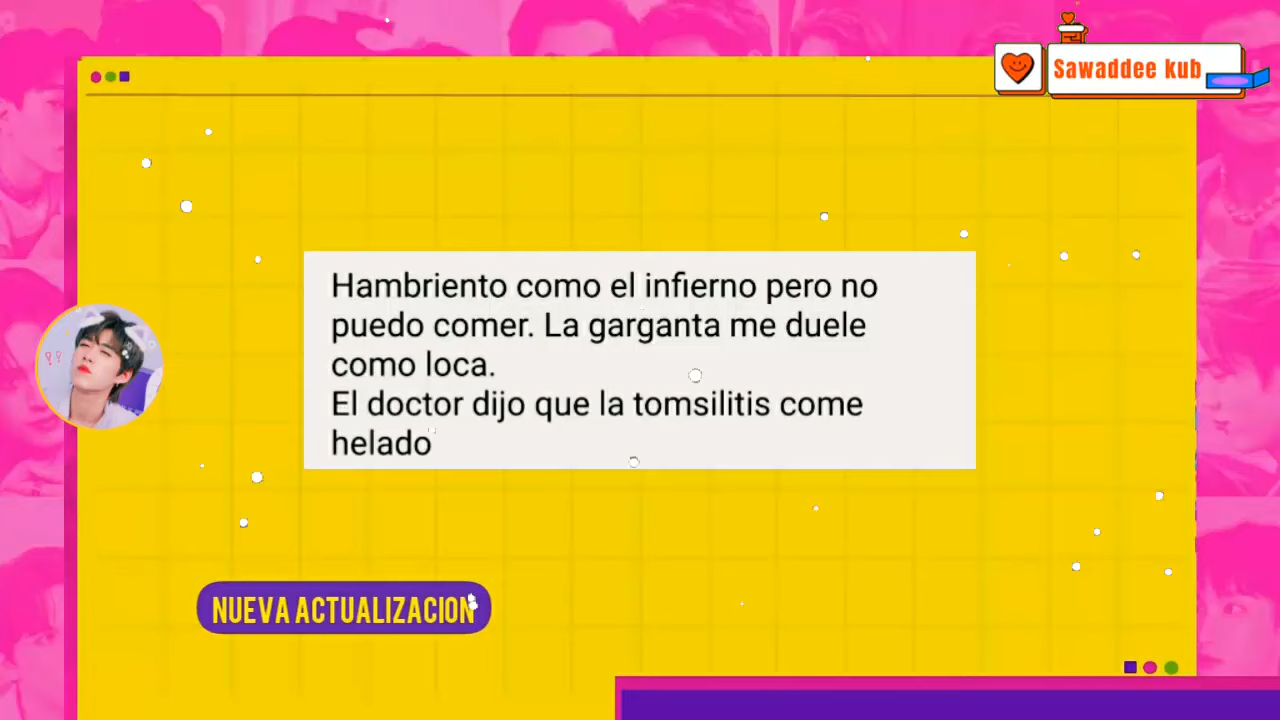 Sawaddee kub
Hambriento como el infierno pero no
puedo comer. La garganta me duele
como loca.
El doctor dijo que la tomsilitis come
helado
NUEVA ACTUALIZACION